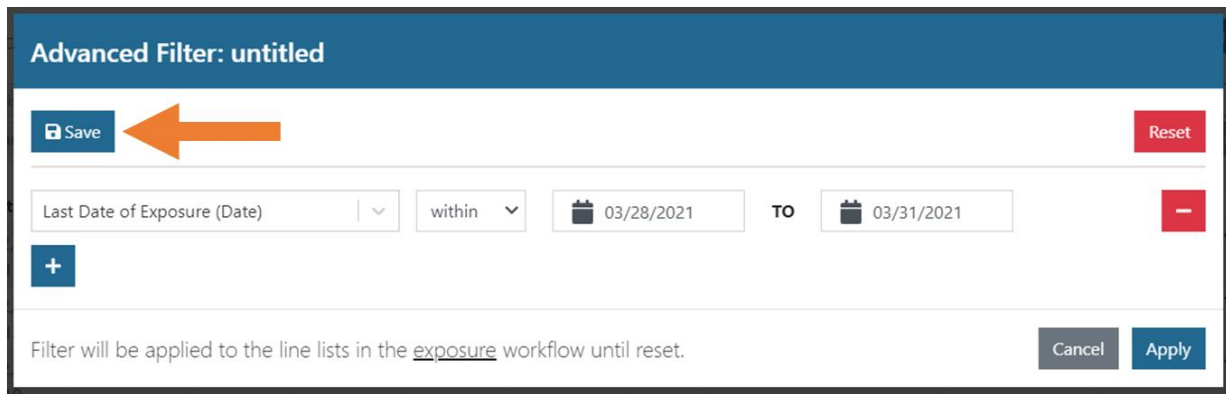 Advanced Filter: untitled
Save
Reset
Last Date of Exposure (Date) within 03/28/2021 TO 03/31/2021
Filter will be applied to the line lists in the exposure workflow until reset.
Cancel Apply